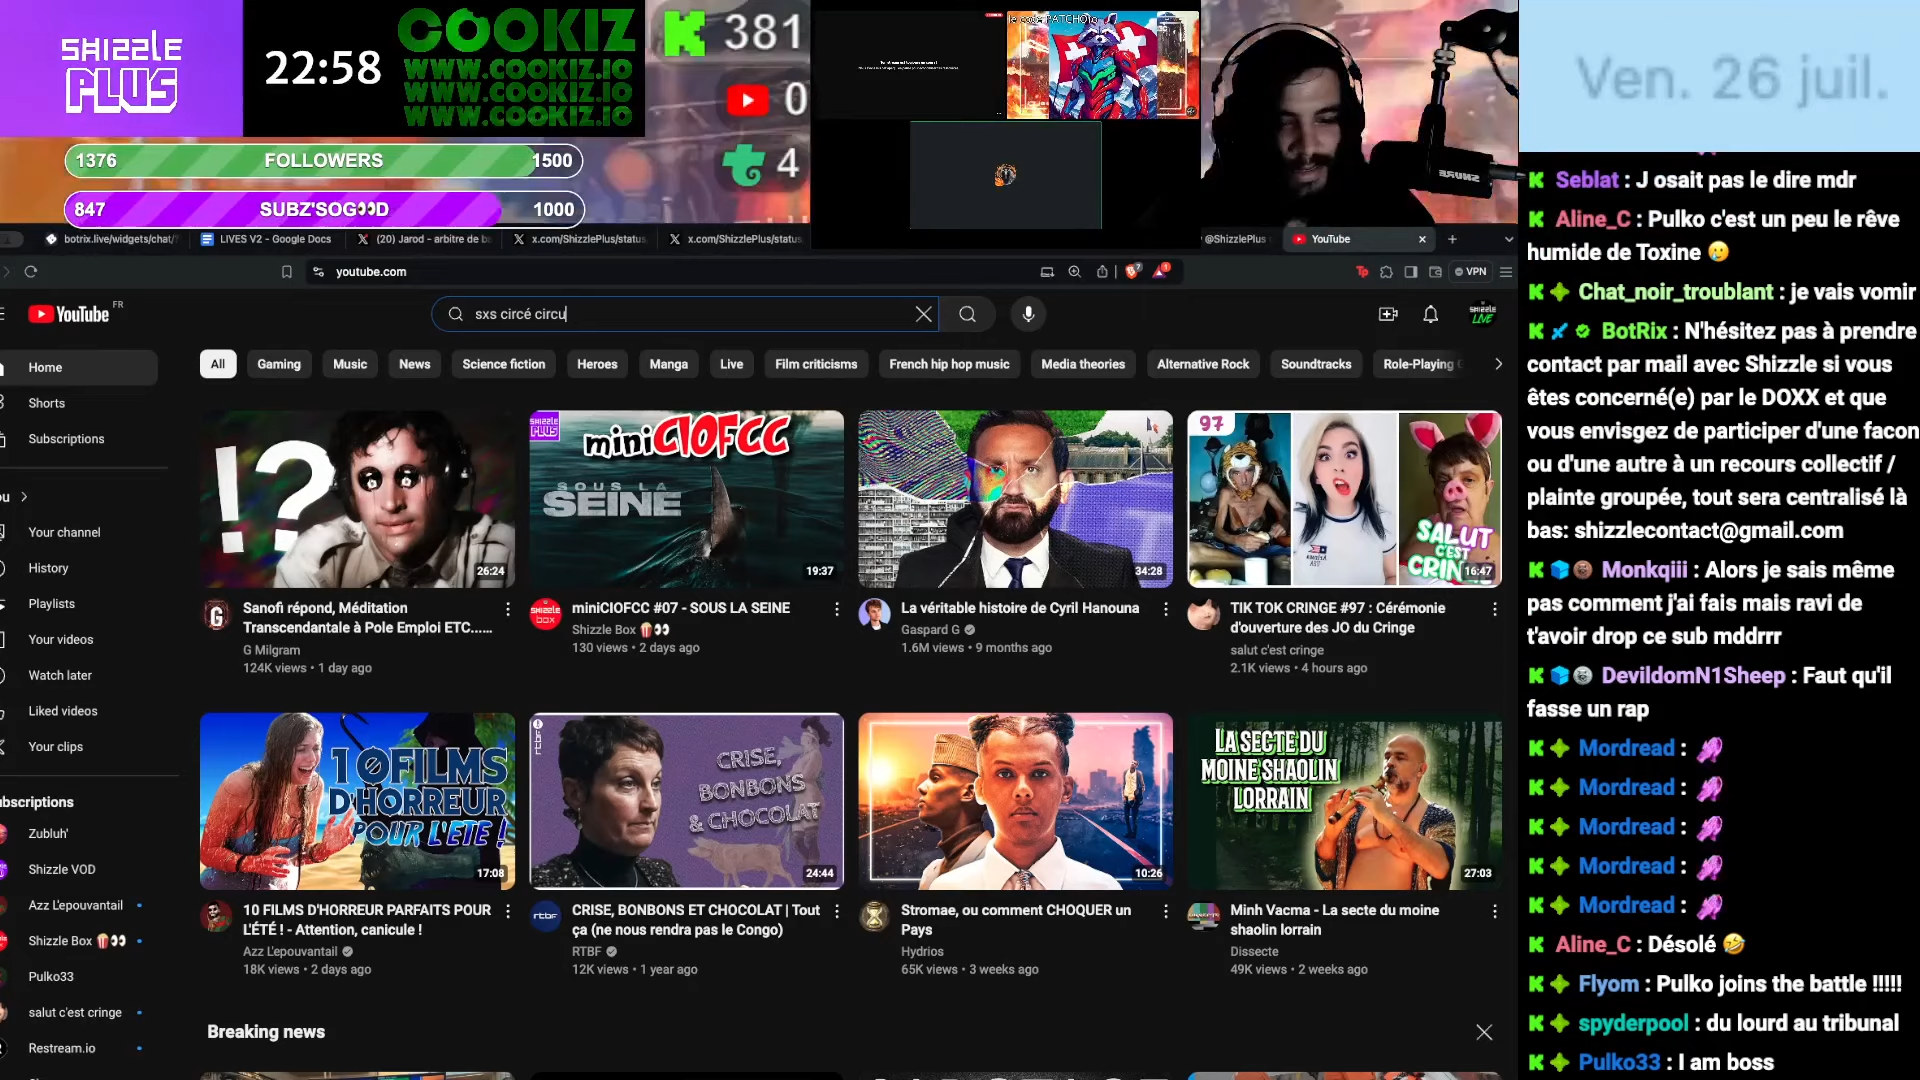 SHIZZLE
PLUS
22:58
COOKIZ
WWW.COOKIZ.IO
WWW.COOKIZ.IO
WWW.COOKIZ.IO
381
0
4
1376 FOLLOWERS 1500
847 SUBZ'SOG👀D 1000
SHURE
Ven. 26 juil.
botrix.live/widgets/chat/
LIVES V2 - Google Docs
(20) Jarod - arbitre de b
x.com/ShizzlePlus/status
x.com/ShizzlePlus/status
@ShizzlePlus
YouTube
youtube.com
VPN
YouTube FR
sxs circé circu
All
Gaming
Music
News
Science fiction
Heroes
Manga
Live
Film criticisms
French hip hop music
Media theories
Alternative Rock
Soundtracks
Role-Playing G
Home
Shorts
Subscriptions
ou
Your channel
History
Playlists
Your videos
Watch later
Liked videos
Your clips
ubscriptions
Zubluh'
Shizzle VOD
Azz L'epouvantail
Shizzle Box 🍿👀
Pulko33
salut c'est cringe
Restream.io
!?
26:24
Sanofi répond, Méditation
Transcendantale à Pole Emploi ETC......
G Milgram
124K views • 1 day ago
SHIZZLE
PLUS
miniCIOFCC
SOUS LA
SEINE
19:37
miniCIOFCC #07 - SOUS LA SEINE
Shizzle Box 🍿👀
130 views • 2 days ago
34:28
La véritable histoire de Cyril Hanouna
Gaspard G
1.6M views • 9 months ago
97
SALUT
C'EST
CRIN
16:47
TIK TOK CRINGE #97 : Cérémonie
d'ouverture des JO du Cringe
salut c'est cringe
2.1K views • 4 hours ago
10 FILMS
D'HORREUR
POUR L'ÉTÉ !
17:08
10 FILMS D'HORREUR PARFAITS POUR
L'ÉTÉ ! - Attention, canicule !
Azz L'epouvantail
18K views • 2 days ago
rtbf
CRISE,
BONBONS
& CHOCOLAT
24:44
CRISE, BONBONS ET CHOCOLAT | Tout
ça (ne nous rendra pas le Congo)
RTBF
12K views • 1 year ago
10:26
Stromae, ou comment CHOQUER un
Pays
Hydrios
65K views • 3 weeks ago
LA SECTE DU
MOINE SHAOLIN
LORRAIN
27:03
Minh Vacma - La secte du moine
shaolin lorrain
Dissecte
49K views • 2 weeks ago
Breaking news
Seblat : J osait pas le dire mdr
Aline_C : Pulko c'est un peu le rêve
humide de Toxine 🥲
Chat_noir_troublant : je vais vomir
BotRix : N'hésitez pas à prendre
contact par mail avec Shizzle si vous
êtes concerné(e) par le DOXX et que
vous envisgez de participer d'une facon
ou d'une autre à un recours collectif /
plainte groupée, tout sera centralisé là
bas: shizzlecontact@gmail.com
Monkqiii : Alors je sais même
pas comment j'ai fais mais ravi de
t'avoir drop ce sub mddrrr
DevildomN1Sheep : Faut qu'il
fasse un rap
Mordread :
Mordread :
Mordread :
Mordread :
Mordread :
Aline_C : Désolé 🤣
Flyom : Pulko joins the battle !!!!!
spyderpool : du lourd au tribunal
Pulko33 : I am boss